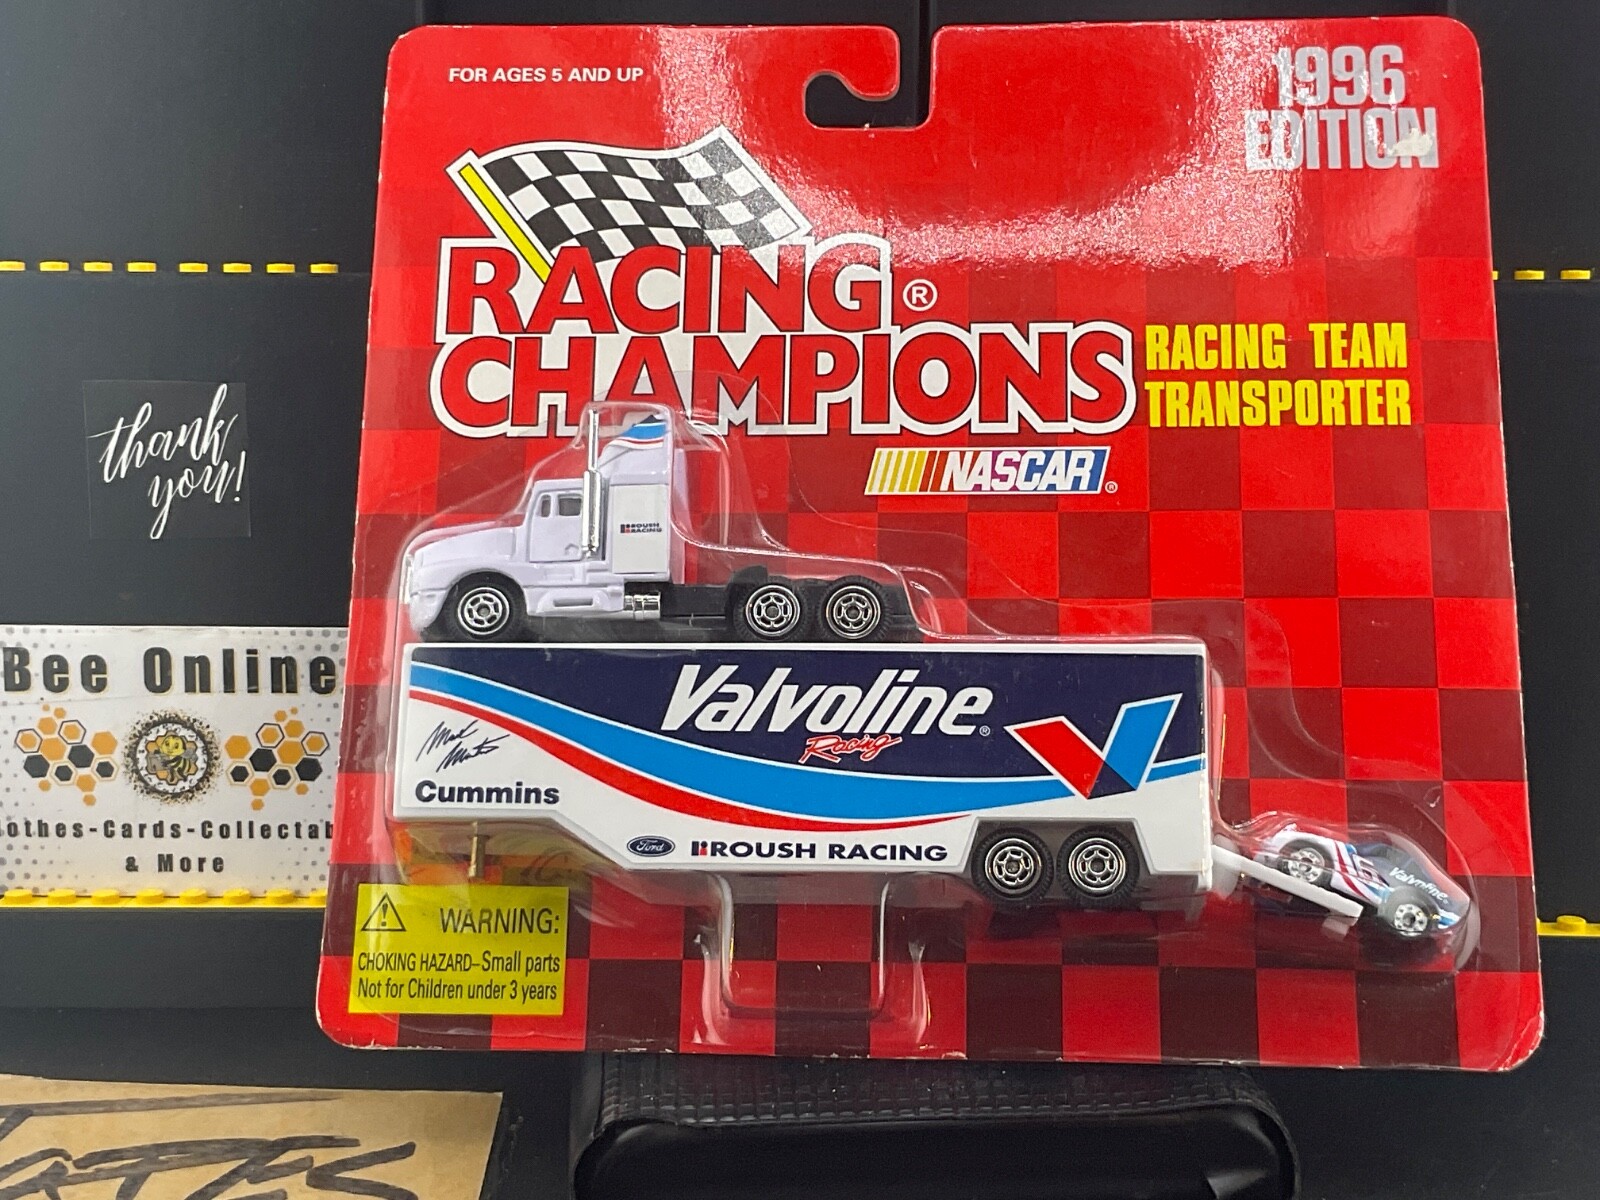 FOR AGES 5 AND UP
1996
EDITION
RACING ®
CHAMPIONS
RACING TEAM
TRANSPORTER
NASCAR®
thank
you!
ROUSH
RACING
Bee Online
Valvoline®
Racing
Mark
Martin
Cummins
Ford
ROUSH RACING
Valvoline
& More
WARNING:
CHOKING HAZARD–Small parts
Not for Children under 3 years